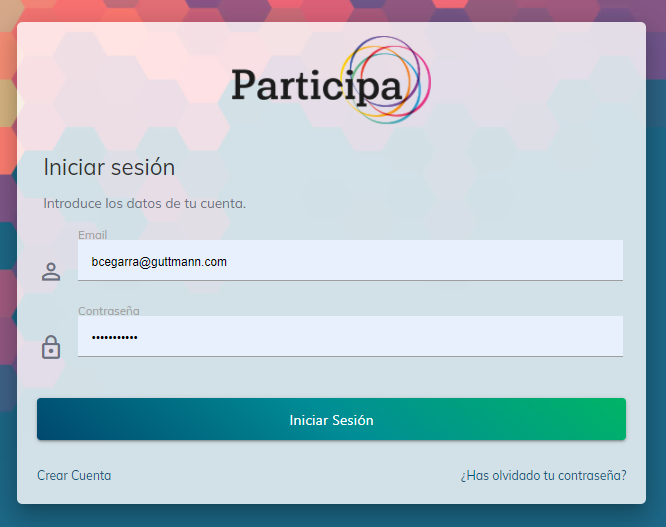 Participa
Iniciar sesión
Introduce los datos de tu cuenta.
Email
bcegarra@guttmann.com
Contraseña
•••••••••••
Iniciar Sesión
Crear Cuenta
¿Has olvidado tu contraseña?